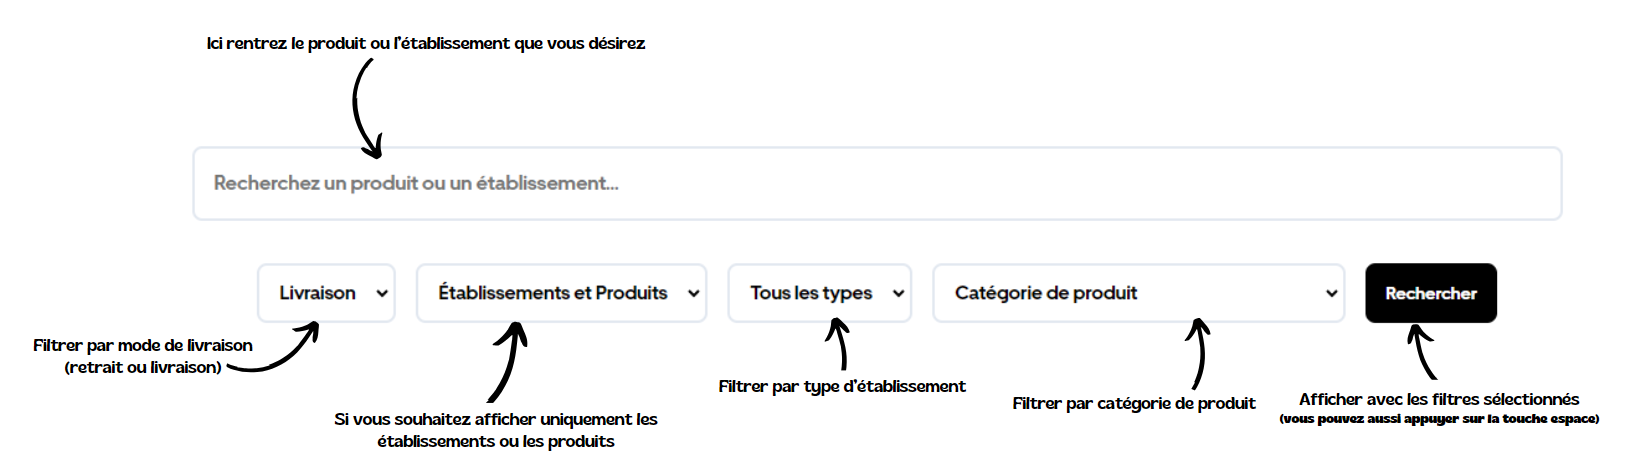 Ici rentrez le produit ou l'établissement que vous désirez
Recherchez un produit ou un établissement...
Livraison
Établissements et Produits
Tous les types
Catégorie de produit
Rechercher
Filtrer par mode de livraison
(retrait ou livraison)
Si vous souhaitez afficher uniquement les
établissements ou les produits
Filtrer par type d'établissement
Filtrer par catégorie de produit
Afficher avec les filtres sélectionnés
(vous pouvez aussi appuyer sur la touche espace)